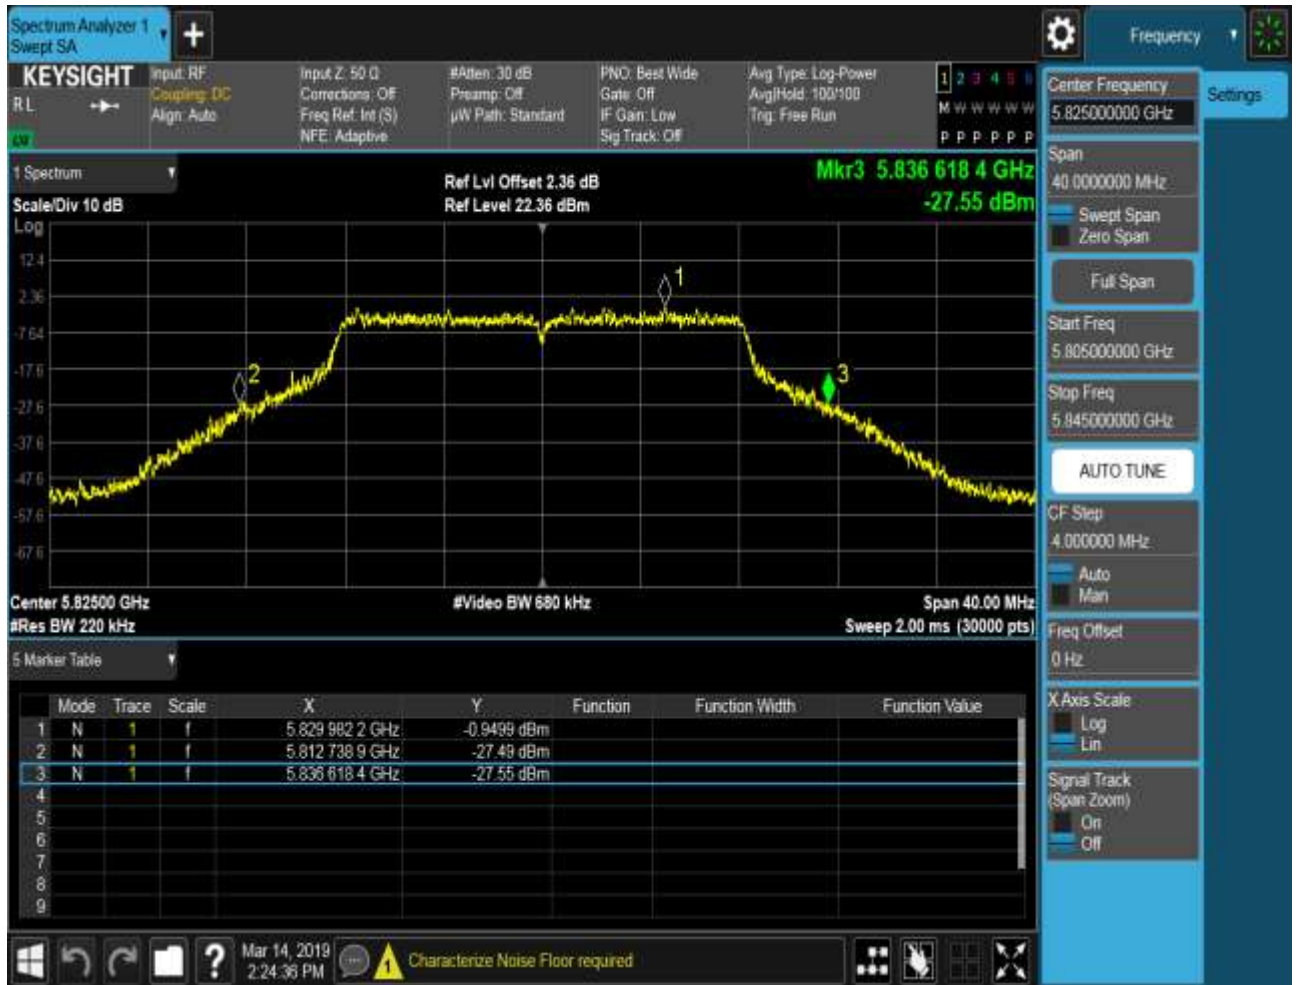 Spectrum Analyzer 1
Swept SA
Frequency
KEYSIGHT
RL
Input: RF
Coupling: DC
Align: Auto
Input Z: 50 Ω
Corrections: Off
Freq Ref: Int (S)
NFE: Adaptive
#Atten: 30 dB
Preamp: Off
µW Path: Standard
PNO: Best Wide
Gate: Off
IF Gain: Low
Sig Track: Off
Avg Type: Log-Power
Avg|Hold: 100/100
Trig: Free Run
1 2 3 4 5 6
M W W W W W
P P P P P P
1 Spectrum
Scale/Div 10 dB
Ref Lvl Offset 2.36 dB
Ref Level 22.36 dBm
Mkr3 5.836 618 4 GHz
-27.55 dBm
Log
12.4
2.36
-7.64
-17.6
-27.6
-37.6
-47.6
-57.6
-67.6
1
2
3
Center 5.82500 GHz
#Res BW 220 kHz
#Video BW 680 kHz
Span 40.00 MHz
Sweep 2.00 ms (30000 pts)
5 Marker Table
Mode Trace Scale X Y Function Function Width Function Value
1 N 1 f 5.829 982 2 GHz -0.9499 dBm
2 N 1 f 5.812 738 9 GHz -27.49 dBm
3 N 1 f 5.836 618 4 GHz -27.55 dBm
4
5
6
7
8
9
Mar 14, 2019
2:24:36 PM
1
Characterize Noise Floor required
Center Frequency
5.825000000 GHz
Settings
Span
40.0000000 MHz
Swept Span
Zero Span
Full Span
Start Freq
5.805000000 GHz
Stop Freq
5.845000000 GHz
AUTO TUNE
CF Step
4.000000 MHz
Auto
Man
Freq Offset
0 Hz
X Axis Scale
Log
Lin
Signal Track
(Span Zoom)
On
Off